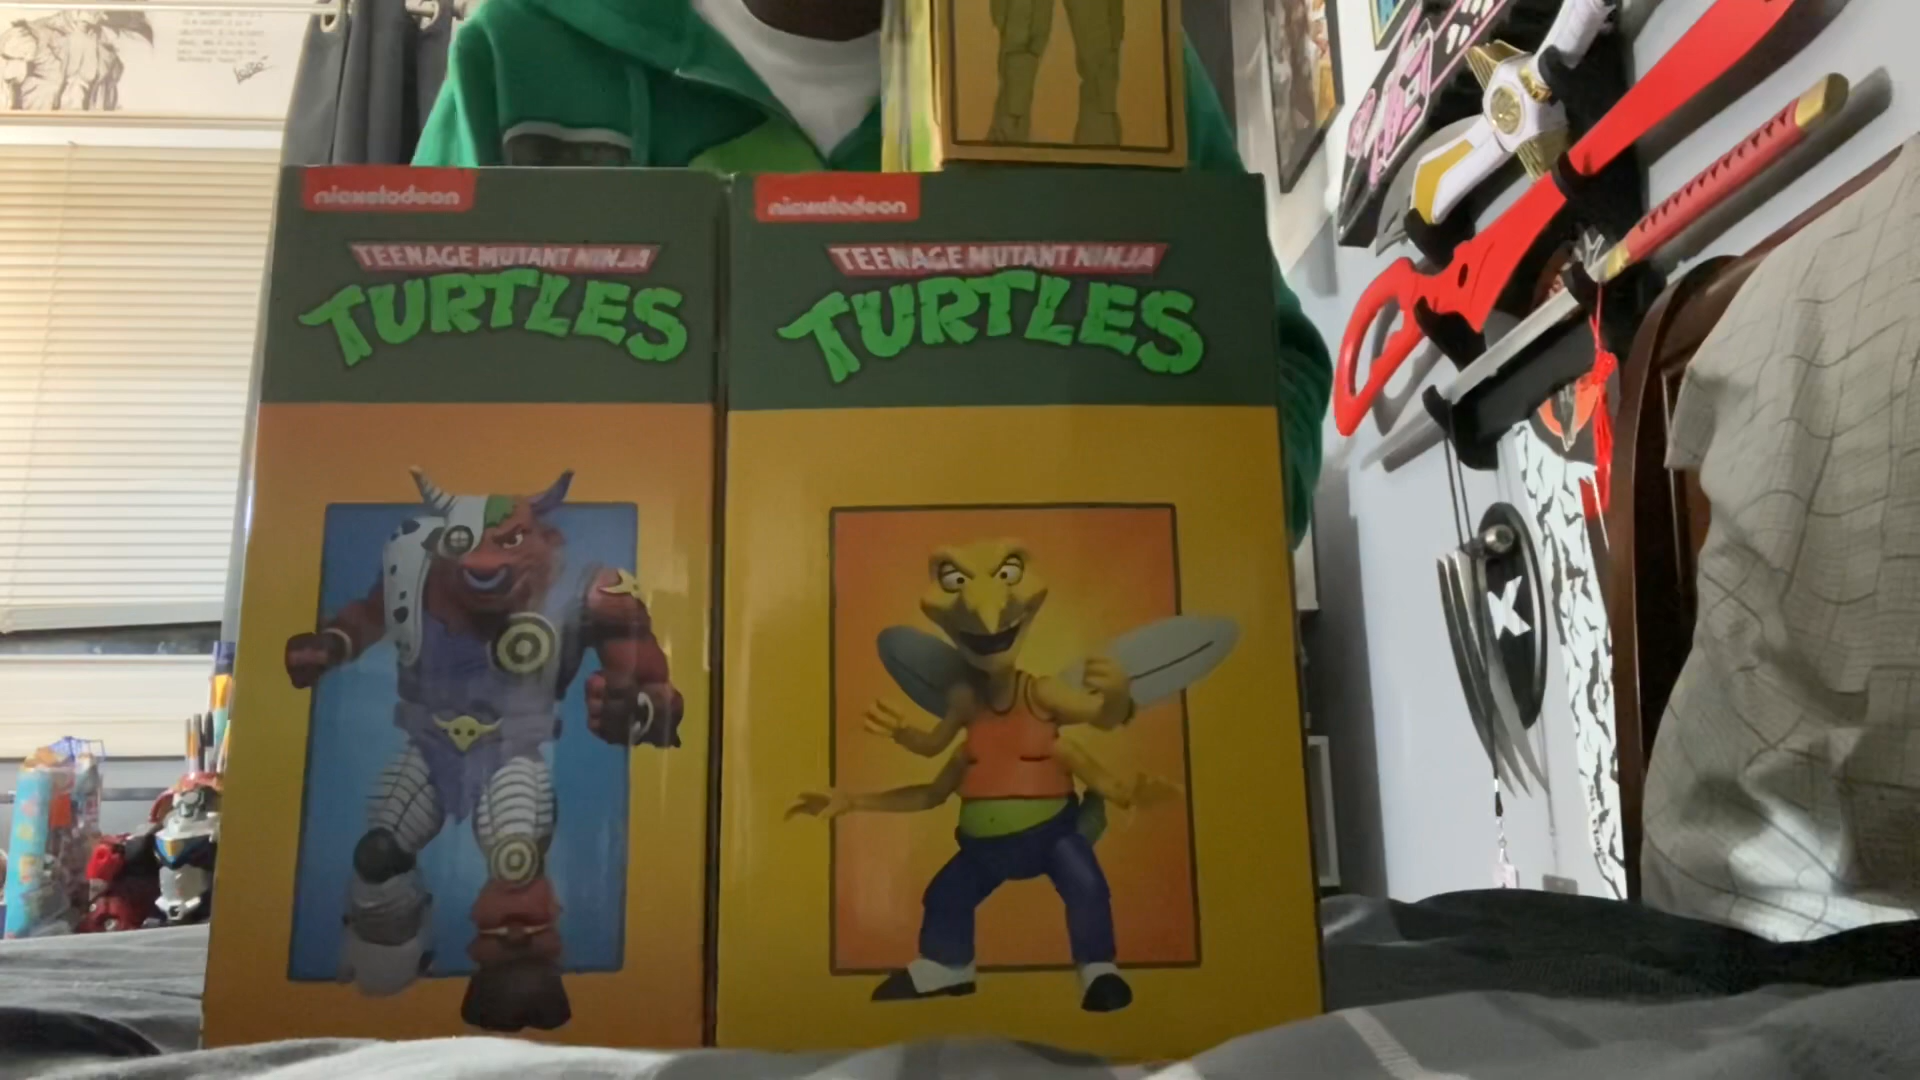 nickelodeon
TEENAGE MUTANT NINJA
TURTLES
nickelodeon
TEENAGE MUTANT NINJA
TURTLES
X